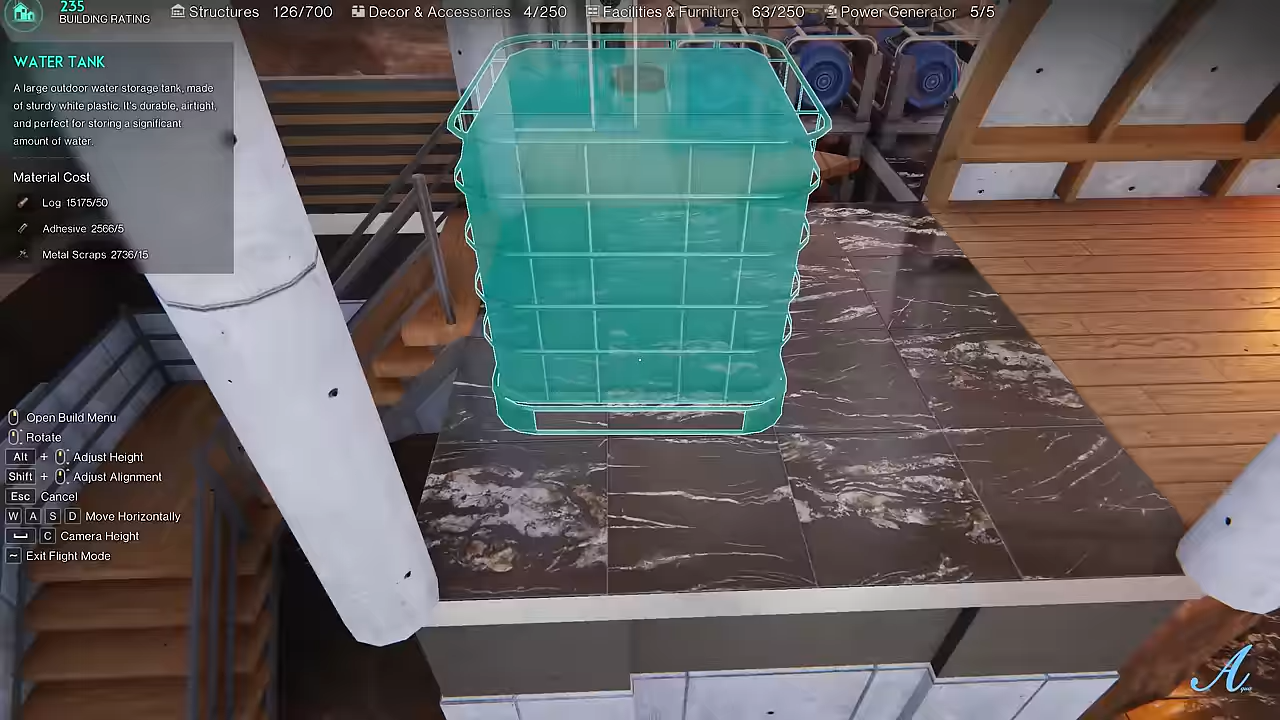 235
BUILDING RATING
Structures 126/700
Decor & Accessories 4/250
Facilities & Furniture 63/250
Power Generator 5/5
WATER TANK
A large outdoor water storage tank, made
of sturdy white plastic. It's durable, airtight,
and perfect for storing a significant
amount of water.
Material Cost
Log 15175/50
Adhesive 2566/5
Metal Scraps 2736/15
Open Build Menu
Rotate
Alt + Adjust Height
Shift + Adjust Alignment
Esc Cancel
W A S D Move Horizontally
C Camera Height
~ Exit Flight Mode